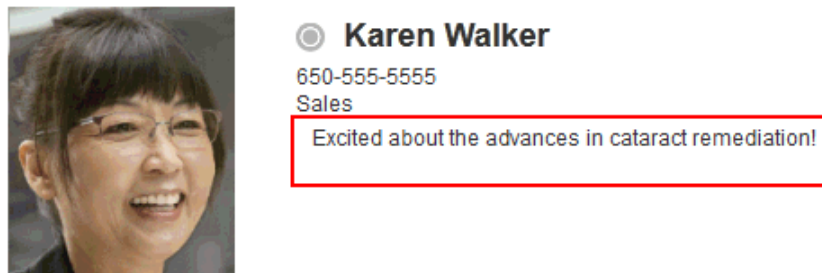 Karen Walker
650-555-5555
Sales
Excited about the advances in cataract remediation!